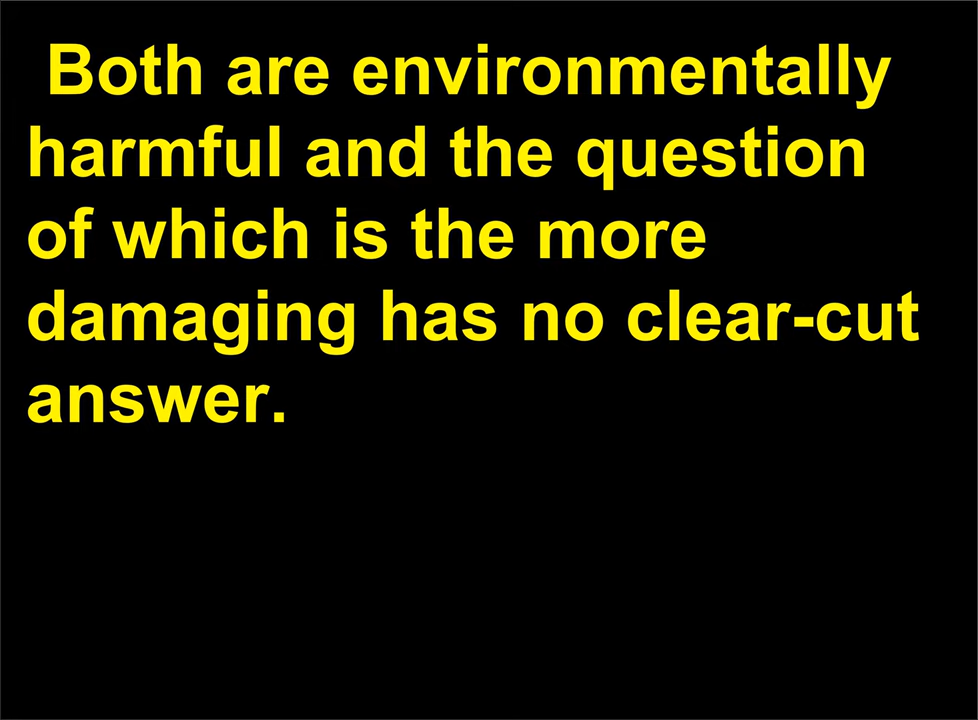 Both are environmentally
harmful and the question
of which is the more
damaging has no clear-cut
answer.